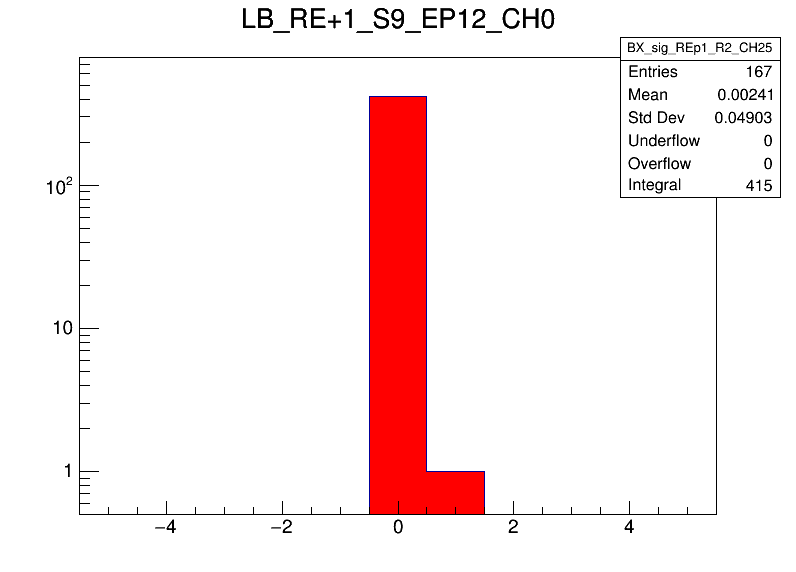 LB_RE+1_S9_EP12_CH0
BX_sig_REp1_R2_CH25
Entries 167
Mean 0.00241
Std Dev 0.04903
Underflow 0
Overflow 0
Integral 415
10²
10
1
−4 −2 0 2 4